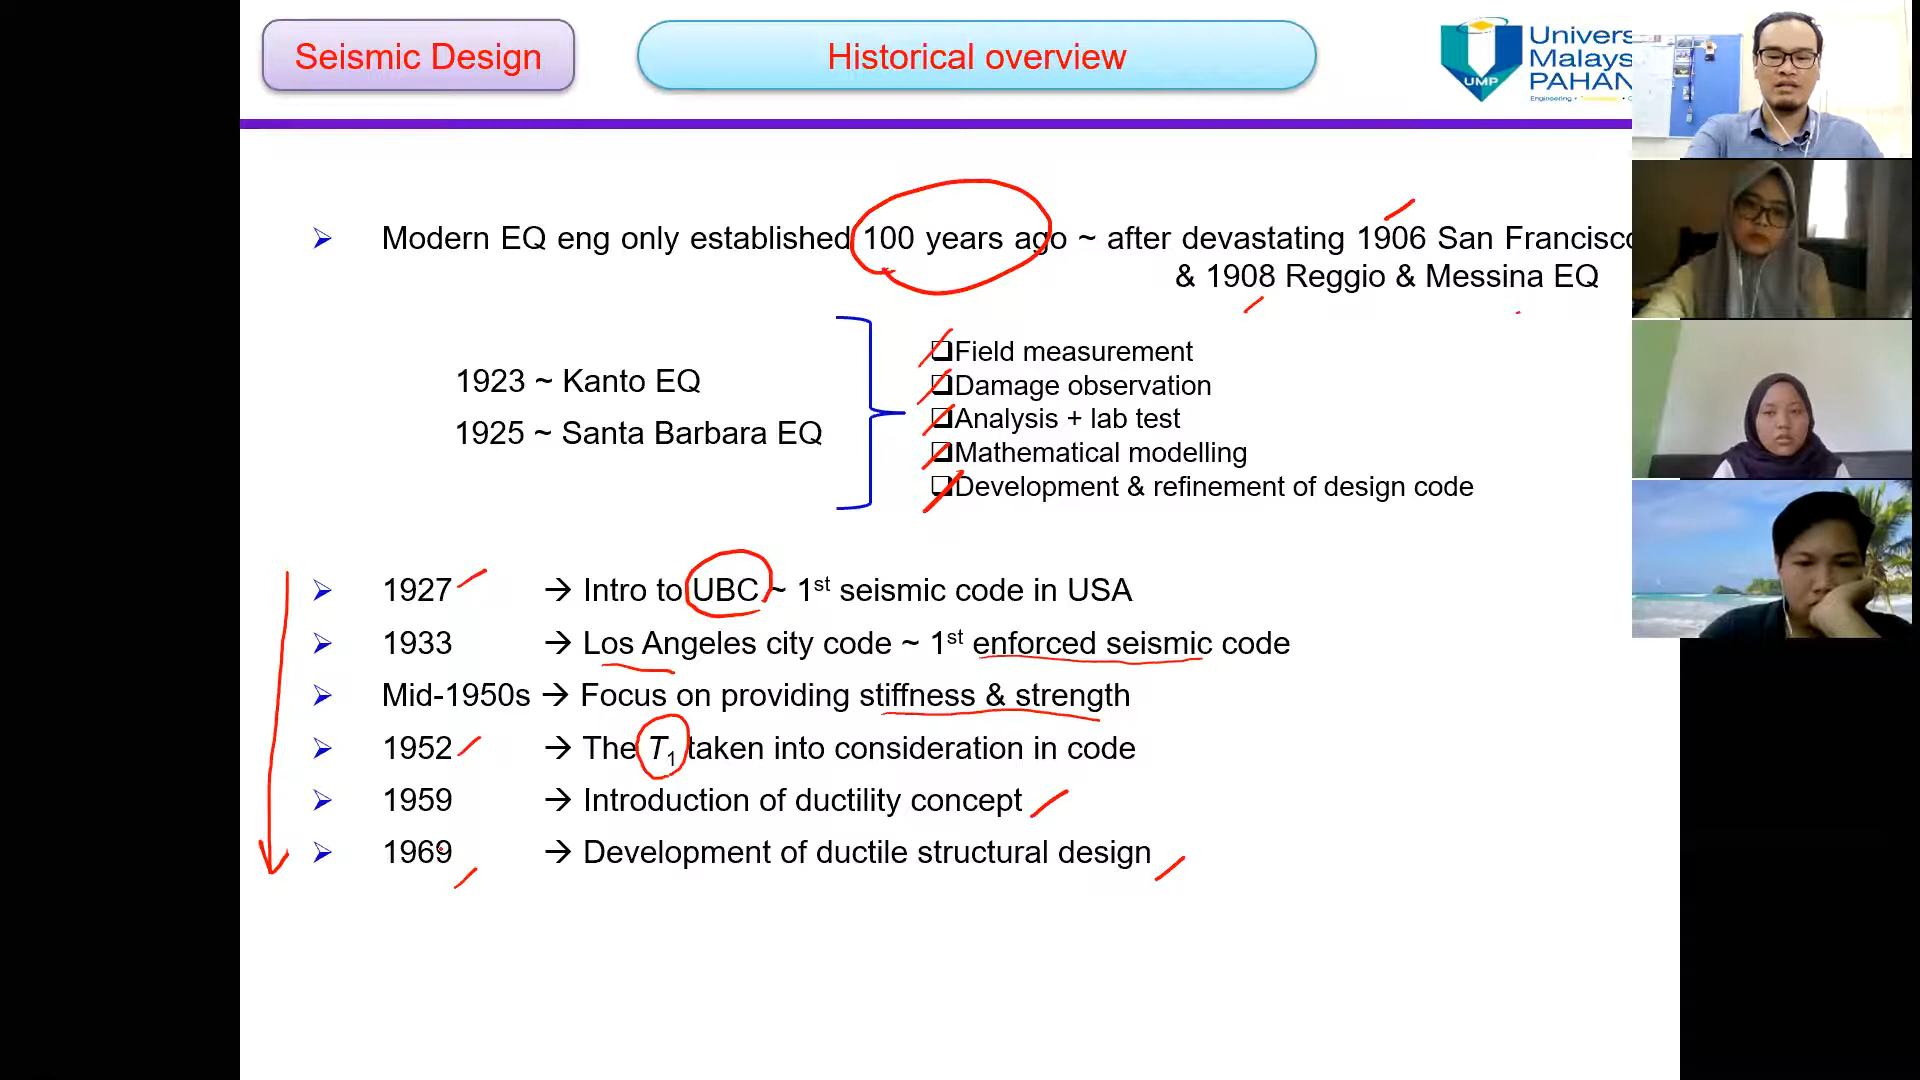 Seismic Design
Historical overview
Univers
Malays
PAHAN
UMP
Engineering •
➢ Modern EQ eng only established 100 years ago ~ after devastating 1906 San Francisco
& 1908 Reggio & Messina EQ
1923 ~ Kanto EQ
1925 ~ Santa Barbara EQ
❑Field measurement
❑Damage observation
❑Analysis + lab test
❑Mathematical modelling
❑Development & refinement of design code
➢ 1927 → Intro to UBC ~ 1st seismic code in USA
➢ 1933 → Los Angeles city code ~ 1st enforced seismic code
➢ Mid-1950s → Focus on providing stiffness & strength
➢ 1952 → The T1 taken into consideration in code
➢ 1959 → Introduction of ductility concept
➢ 1969 → Development of ductile structural design